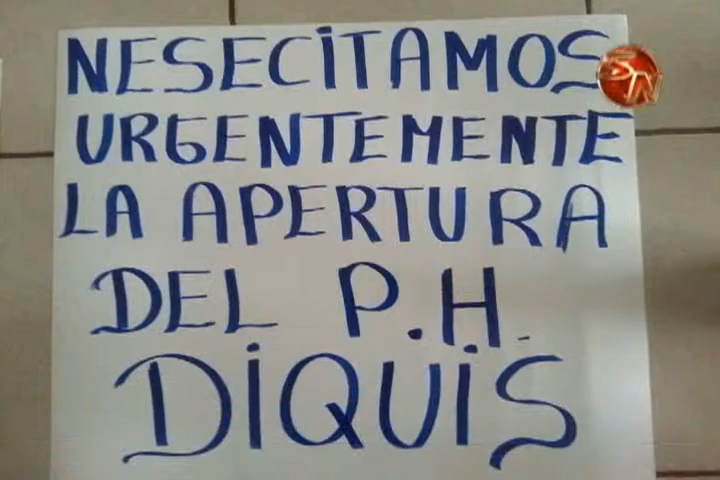 NESECITAMOS
URGENTEMENTE
LA APERTURA
DEL P.H.
DIQUIS